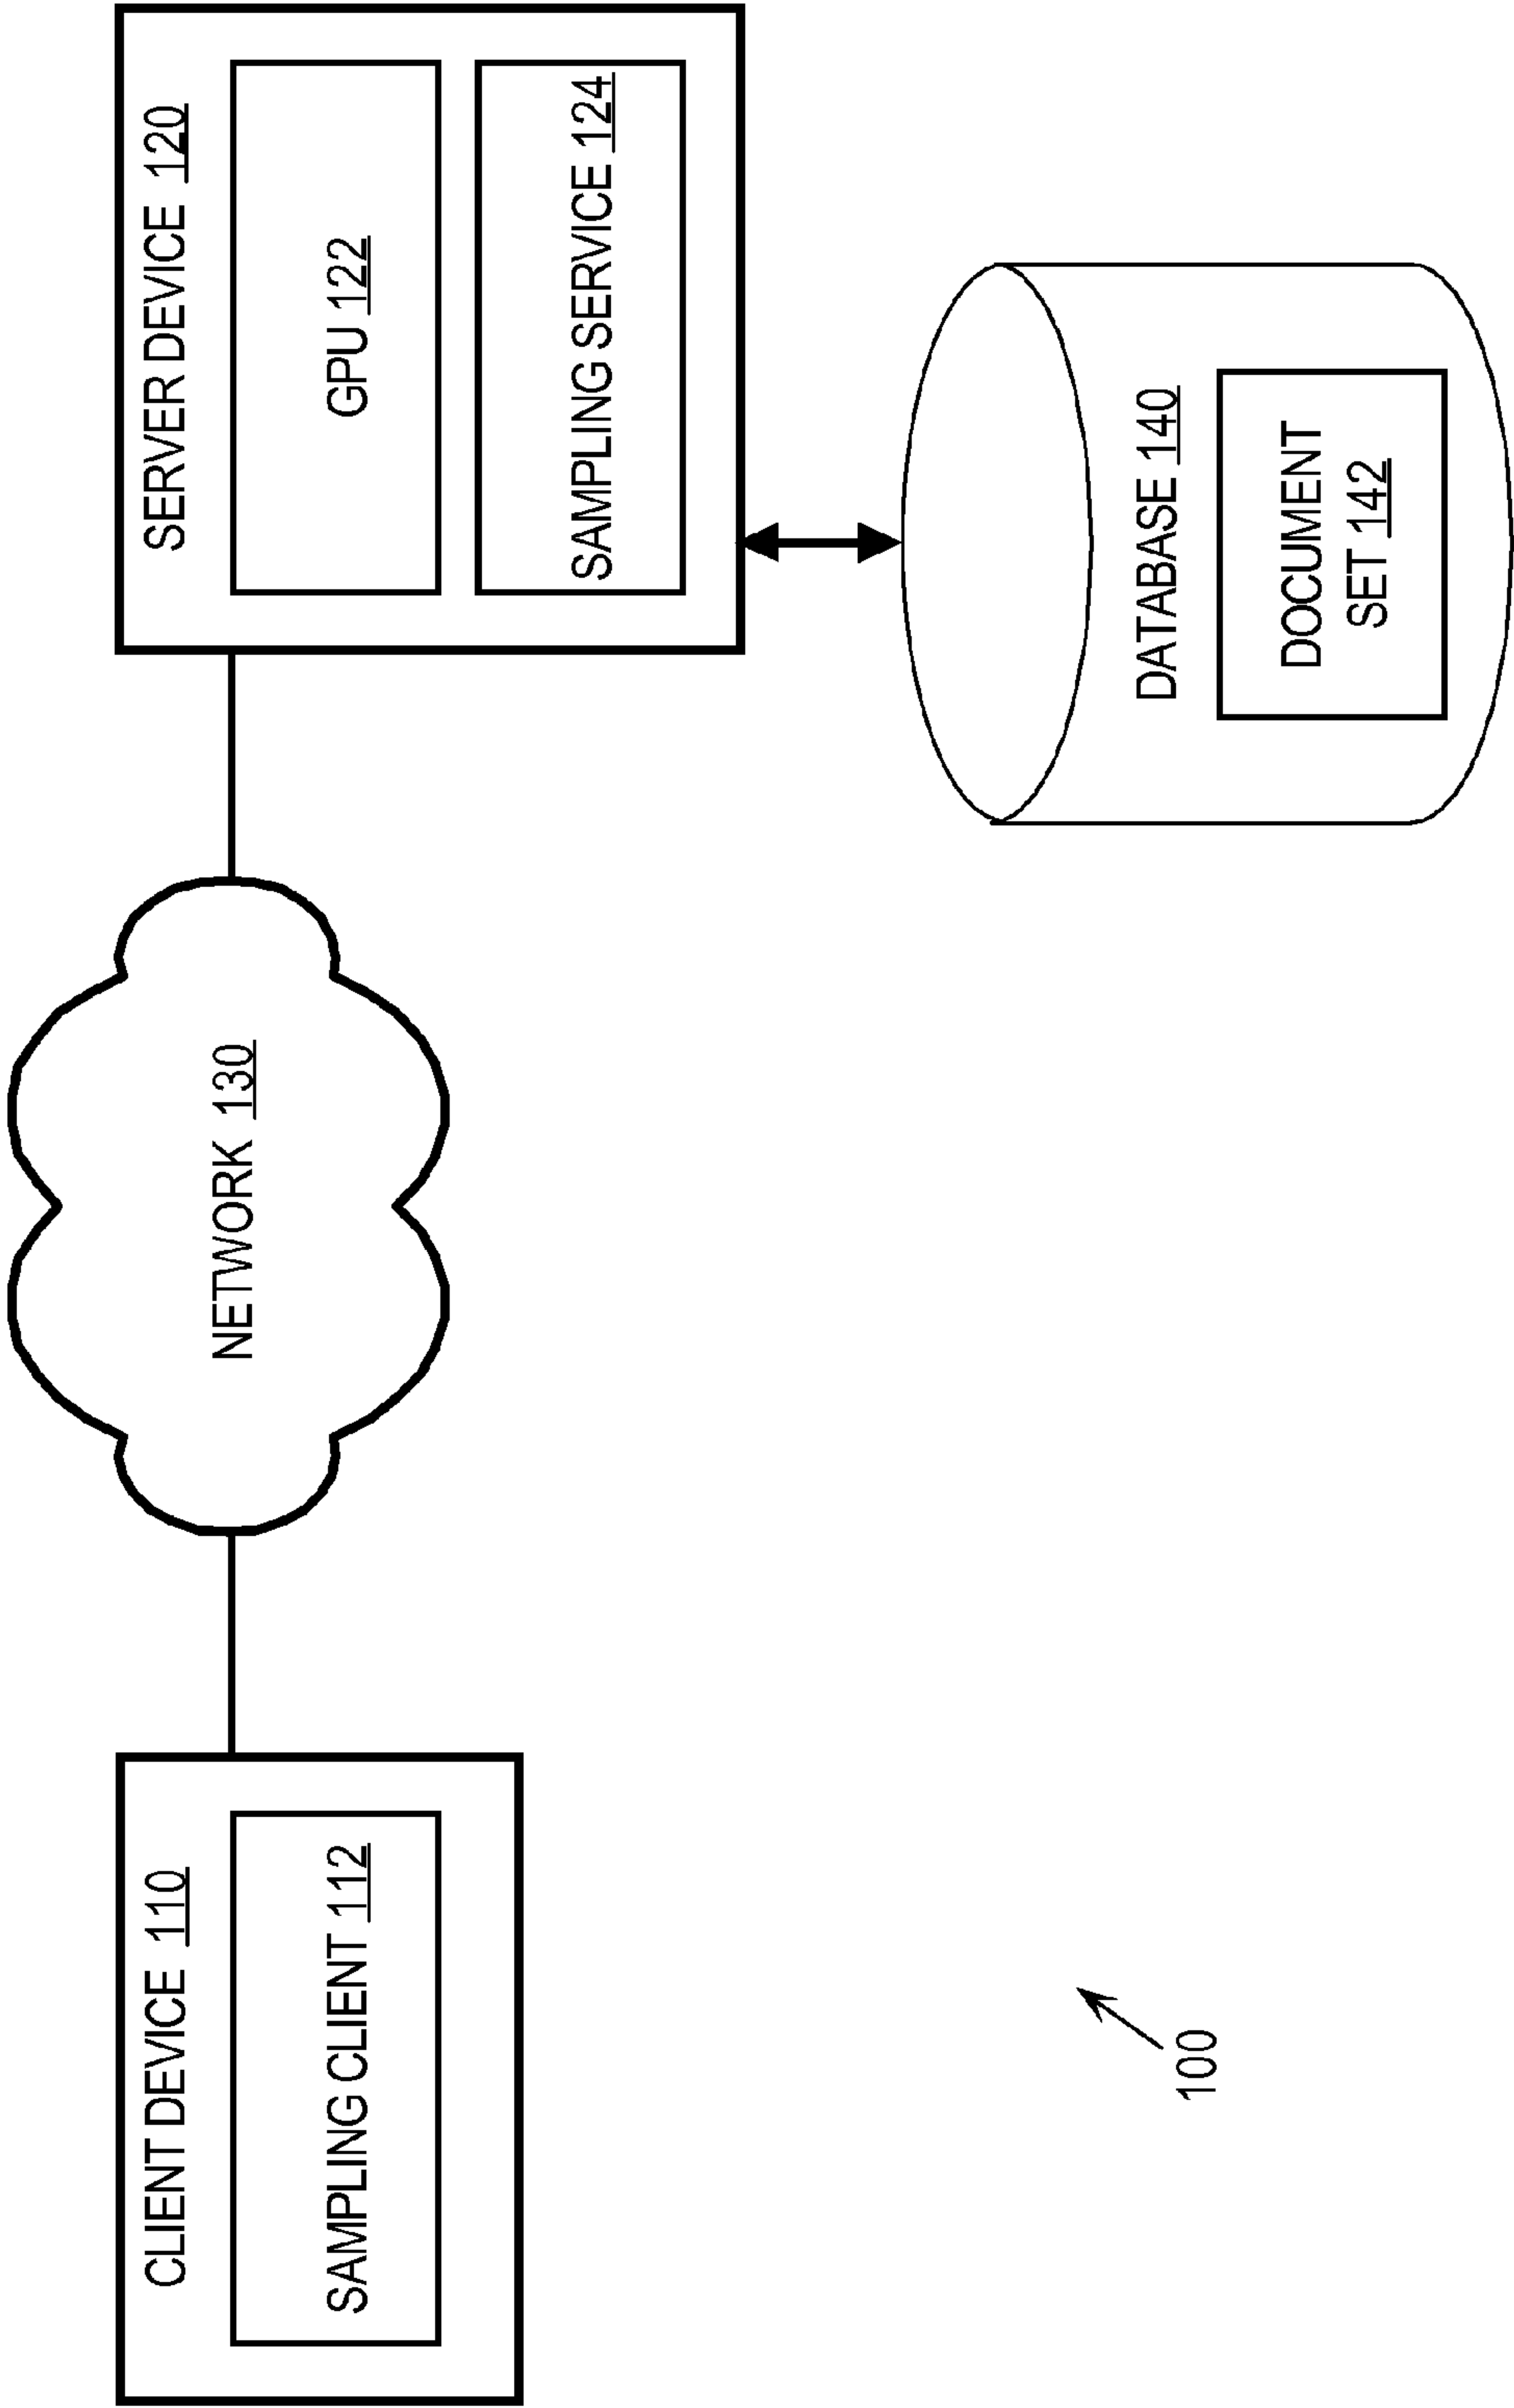 CLIENT DEVICE 110
SAMPLING CLIENT 112
NETWORK 130
SERVER DEVICE 120
GPU 122
SAMPLING SERVICE 124
DATABASE 140
DOCUMENT
SET 142
100